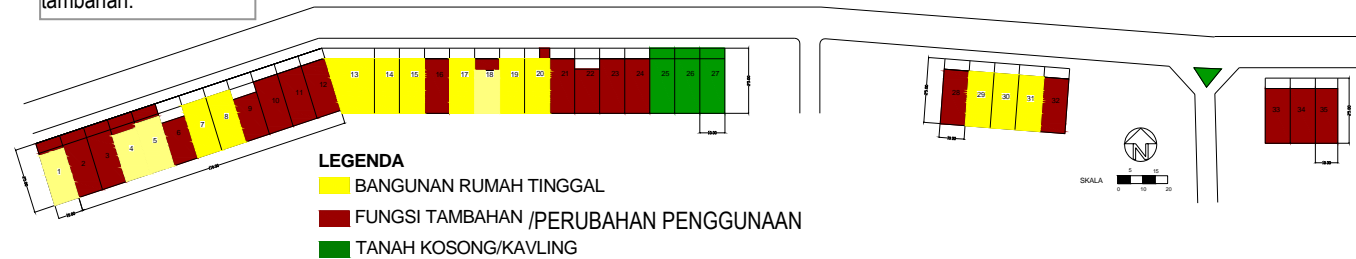 tambahan.
1
2
3
4
5
6
7
8
9
10
11
12
13 14 15 16 17 18 19 20 21 22 23 24 25 26 27
28 29 30 31 32
33 34 35
LEGENDA
BANGUNAN RUMAH TINGGAL
FUNGSI TAMBAHAN /PERUBAHAN PENGGUNAAN
TANAH KOSONG/KAVLING
N
SKALA
5 15
0 10 20